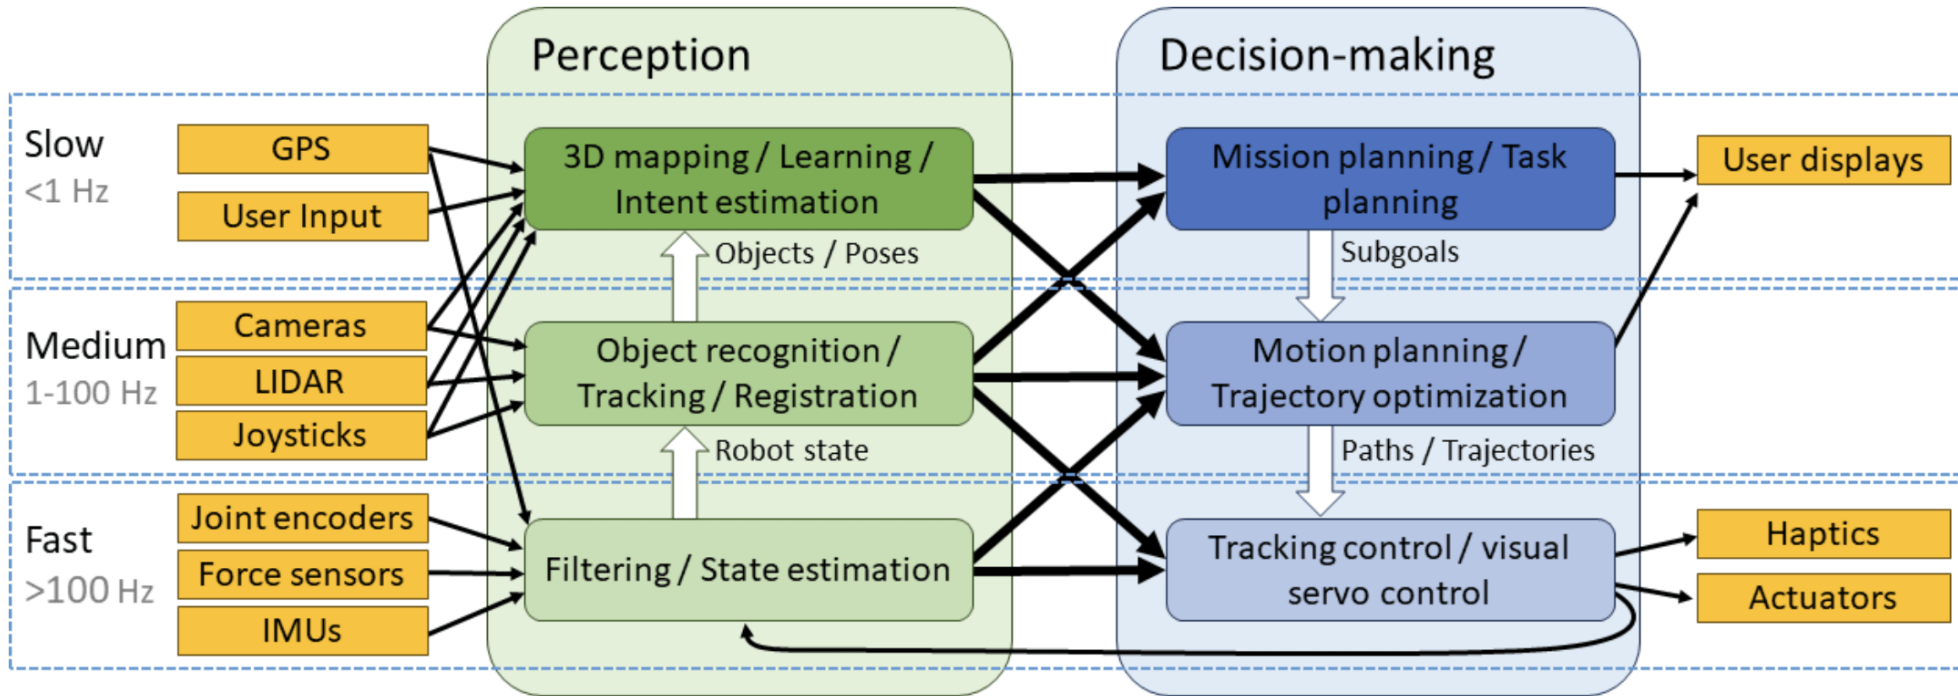 Perception
Decision-making
Slow
<1 Hz
GPS
User Input
3D mapping / Learning /
Intent estimation
Mission planning / Task
planning
User displays
Objects / Poses
Subgoals
Medium
1-100 Hz
Cameras
LIDAR
Joysticks
Object recognition /
Tracking / Registration
Motion planning /
Trajectory optimization
Robot state
Paths / Trajectories
Fast
>100 Hz
Joint encoders
Force sensors
IMUs
Filtering / State estimation
Tracking control / visual
servo control
Haptics
Actuators